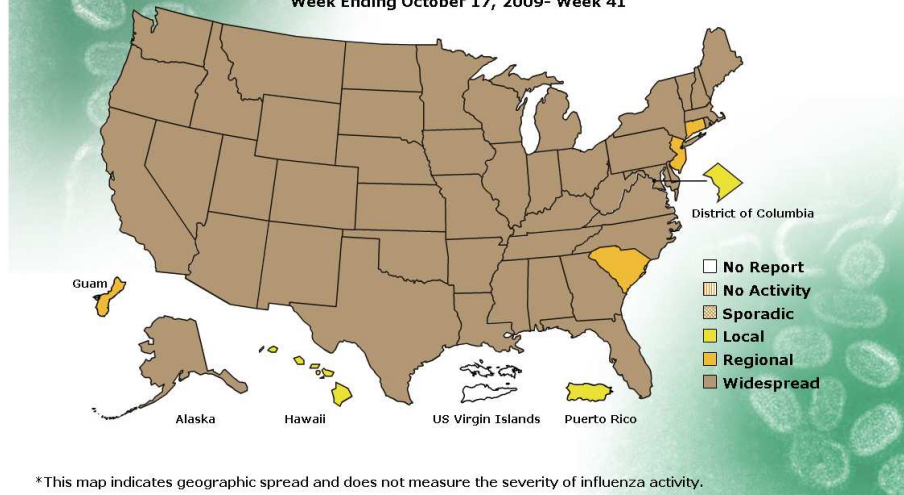 Week Ending October 17, 2009- Week 41
District of Columbia
Guam
No Report
No Activity
Sporadic
Local
Regional
Widespread
Alaska
Hawaii
US Virgin Islands
Puerto Rico
*This map indicates geographic spread and does not measure the severity of influenza activity.